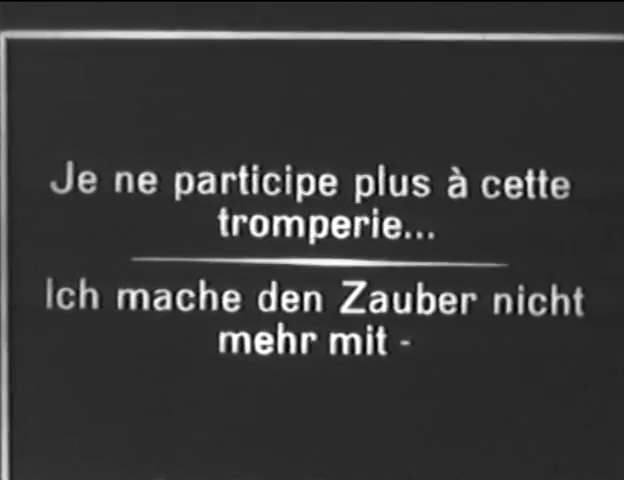 Je ne participe plus à cette
tromperie...
Ich mache den Zauber nicht
mehr mit -